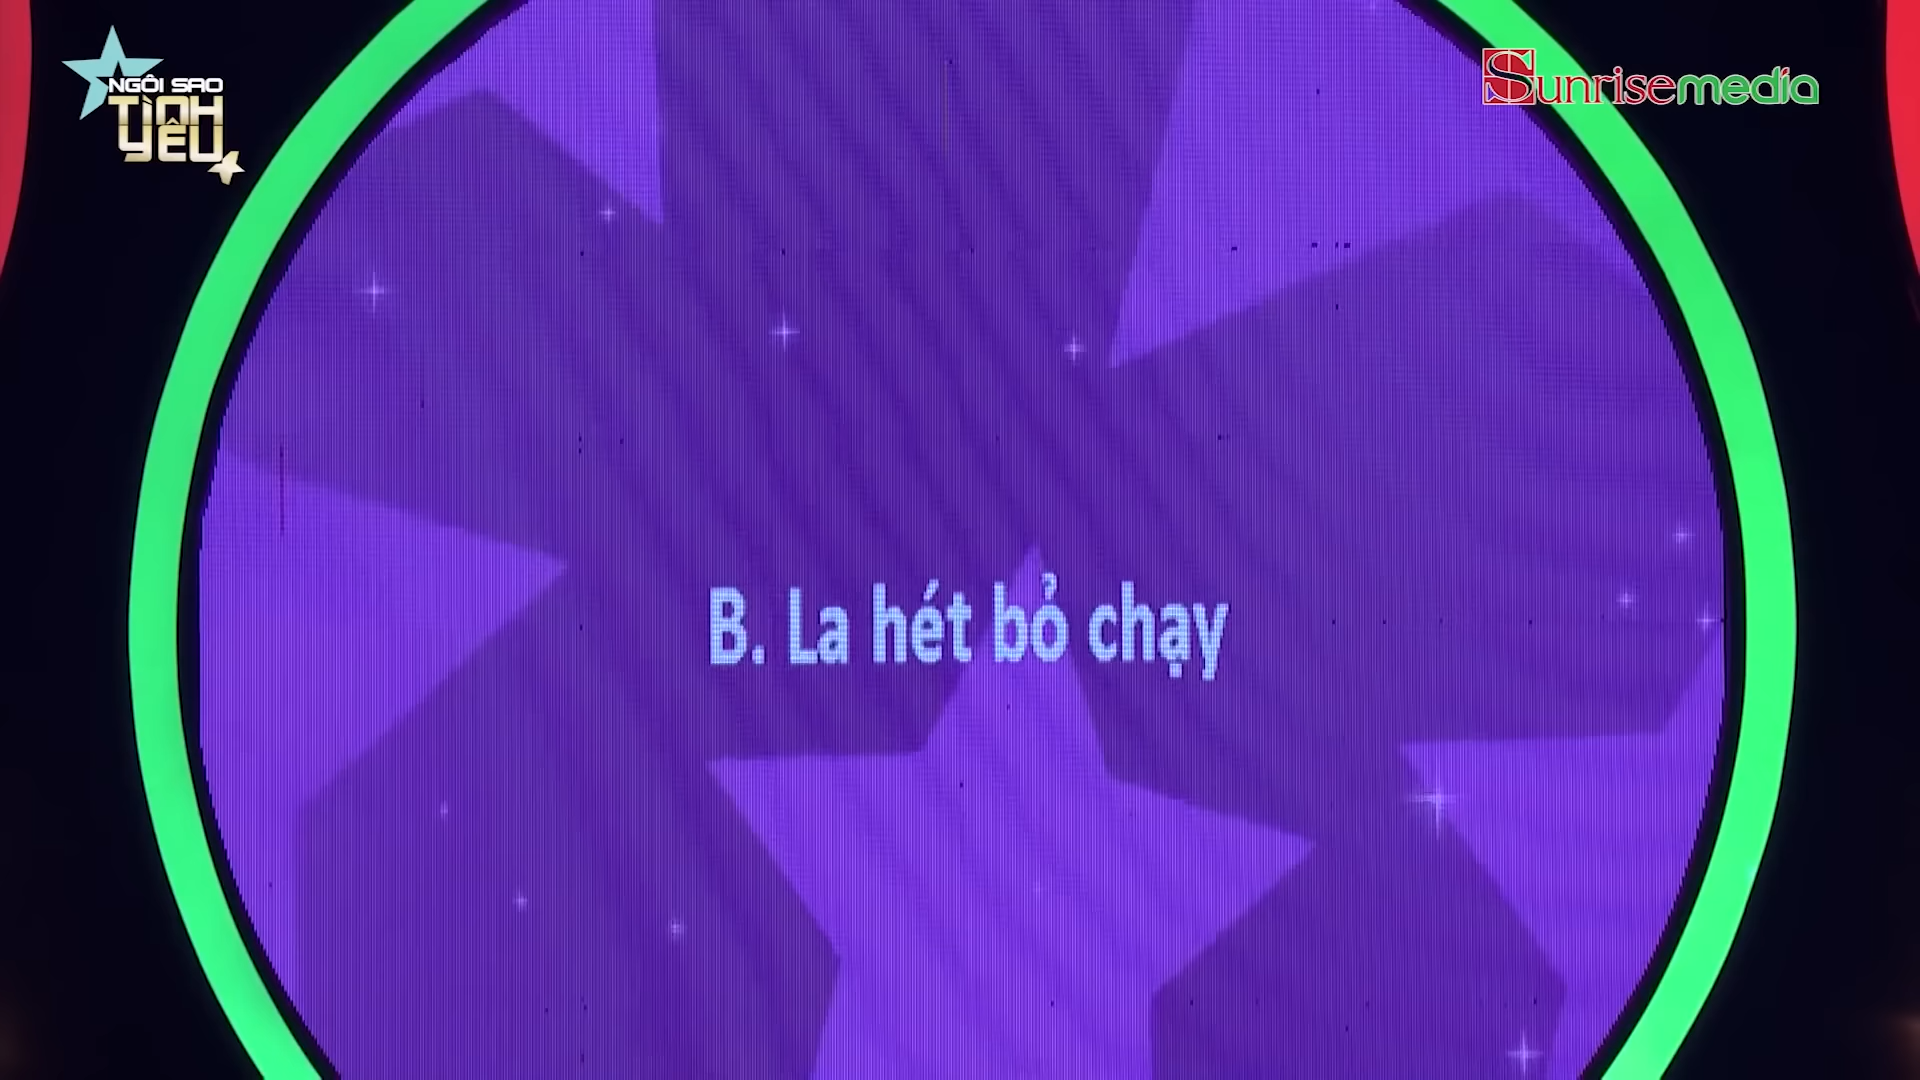 NGÔI SAO
TÌNH
YÊU
Sunrisemedia
B. La hét bỏ chạy